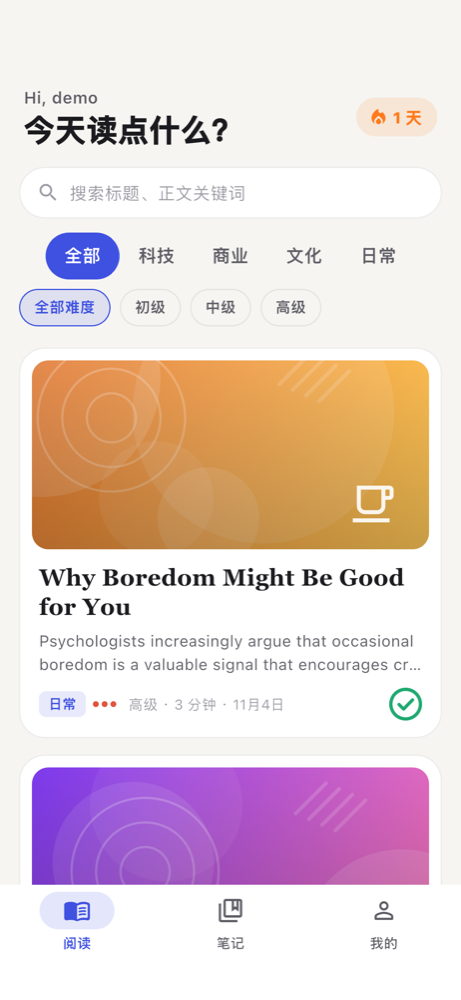 Hi, demo
今天读点什么?
1 天
搜索标题、正文关键词
全部 科技 商业 文化 日常
全部难度 初级 中级 高级
Why Boredom Might Be Good
for You
Psychologists increasingly argue that occasional
boredom is a valuable signal that encourages cr...
日常 高级 · 3 分钟 · 11月4日
阅读 笔记 我的